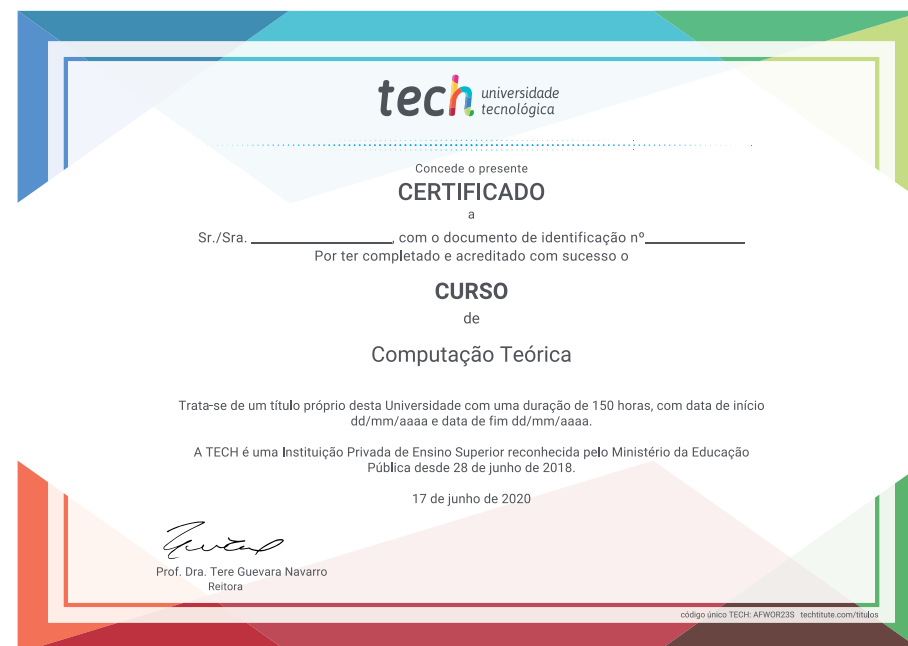 tech universidade
tecnológica
Concede o presente
CERTIFICADO
a
Sr./Sra. , com o documento de identificação nº
Por ter completado e acreditado com sucesso o
CURSO
de
Computação Teórica
Trata-se de um título próprio desta Universidade com uma duração de 150 horas, com data de início
dd/mm/aaaa e data de fim dd/mm/aaaa.
A TECH é uma Instituição Privada de Ensino Superior reconhecida pelo Ministério da Educação
Pública desde 28 de junho de 2018.
17 de junho de 2020
Prof. Dra. Tere Guevara Navarro
Reitora
código único TECH: AFWOR23S techtitute.com/titulos